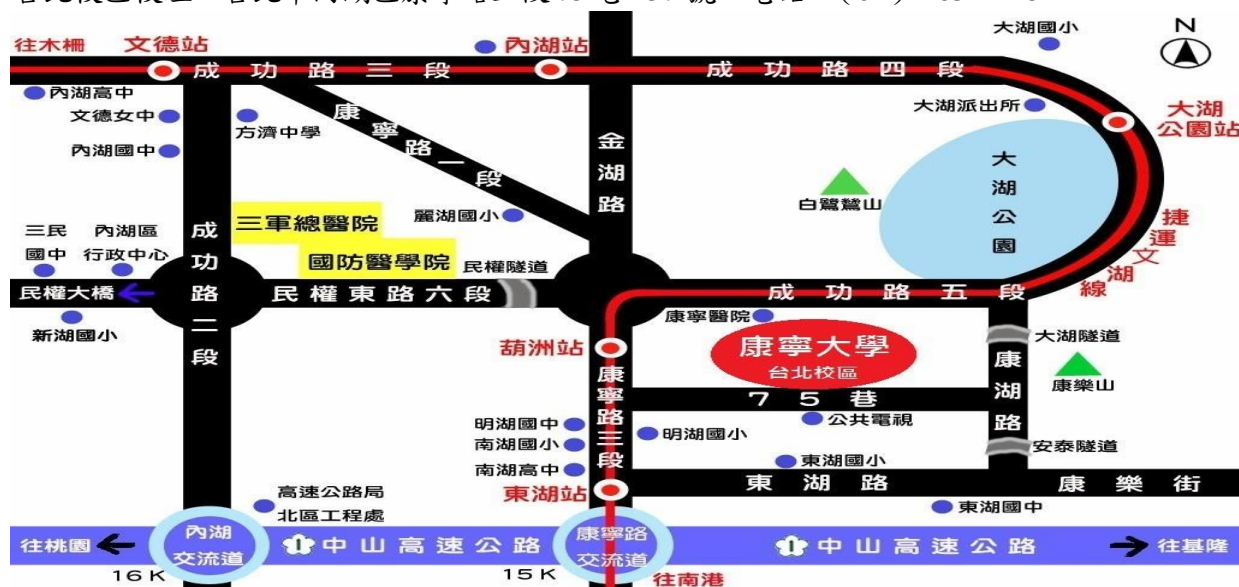 往木柵
文德站
內湖站
大湖國小
N
成功路三段
成功路四段
內湖高中
文德女中
方濟中學
內湖國中
康寧路一段
金湖路
大湖派出所
大湖
公園站
大湖公園
白鷺鷥山
捷運文湖線
三軍總醫院
麗湖國小
國防醫學院
民權隧道
三民
國中
內湖區
行政中心
成功路二段
民權大橋
民權東路六段
成功路五段
新湖國小
康寧醫院
葫洲站
康寧大學
台北校區
大湖隧道
康湖路
康樂山
75巷
康寧路三段
明湖國中
南湖國小
南湖高中
明湖國小
公共電視
東湖國小
安泰隧道
東湖站
東湖路
康樂街
高速公路局
北區工程處
東湖國中
往桃園
內湖
交流道
1
中山高速公路
康寧路
交流道
1
中山高速公路
往基隆
16K
15K
往南港